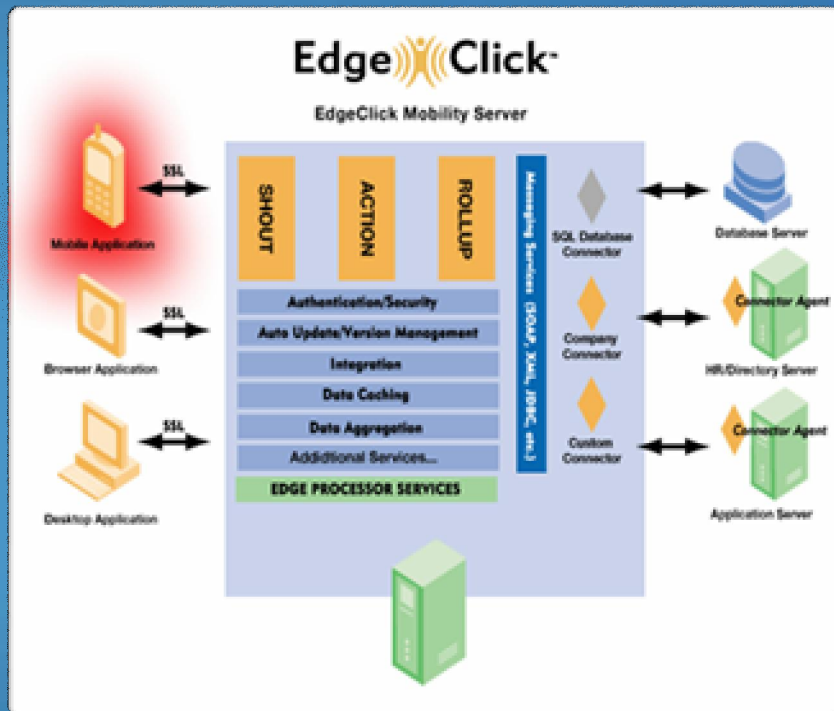 Edge Click™
EdgeClick Mobility Server
SSL
Mobile Application
SSL
Browser Application
SSL
Desktop Application
SHOUT
ACTION
ROLLUP
Authentication/Security
Auto Update/Version Management
Integration
Data Caching
Data Aggregation
Addidtional Services...
EDGE PROCESSOR SERVICES
Messaging Services (SOAP, XML, JDBC, etc.)
SQL Database
Connector
Company
Connector
Custom
Connector
Database Server
Connector Agent
HR/Directory Server
Connector Agent
Application Server